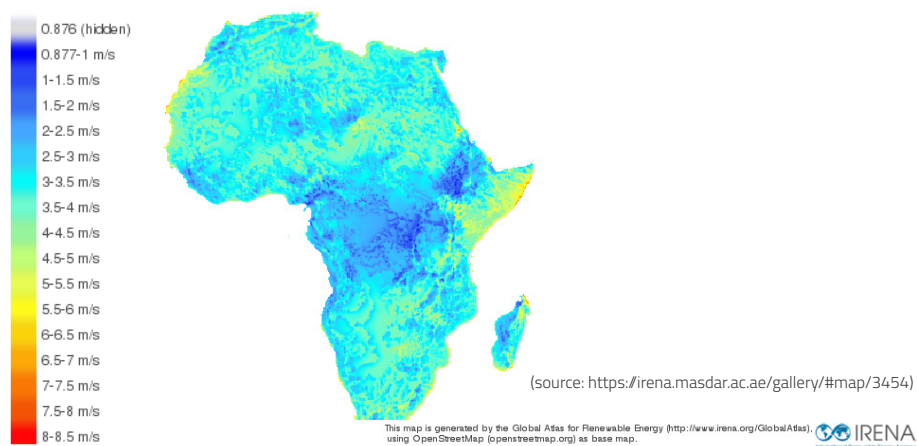 0.876 (hidden)
0.877-1 m/s
1-1.5 m/s
1.5-2 m/s
2-2.5 m/s
2.5-3 m/s
3-3.5 m/s
3.5-4 m/s
4-4.5 m/s
4.5-5 m/s
5-5.5 m/s
5.5-6 m/s
6-6.5 m/s
6.5-7 m/s
7-7.5 m/s
7.5-8 m/s
8-8.5 m/s
(source: https://irena.masdar.ac.ae/gallery/#map/3454)
This map is generated by the Global Atlas for Renewable Energy (http://www.irena.org/GlobalAtlas),
using OpenStreetMap (openstreetmap.org) as base map.
IRENA